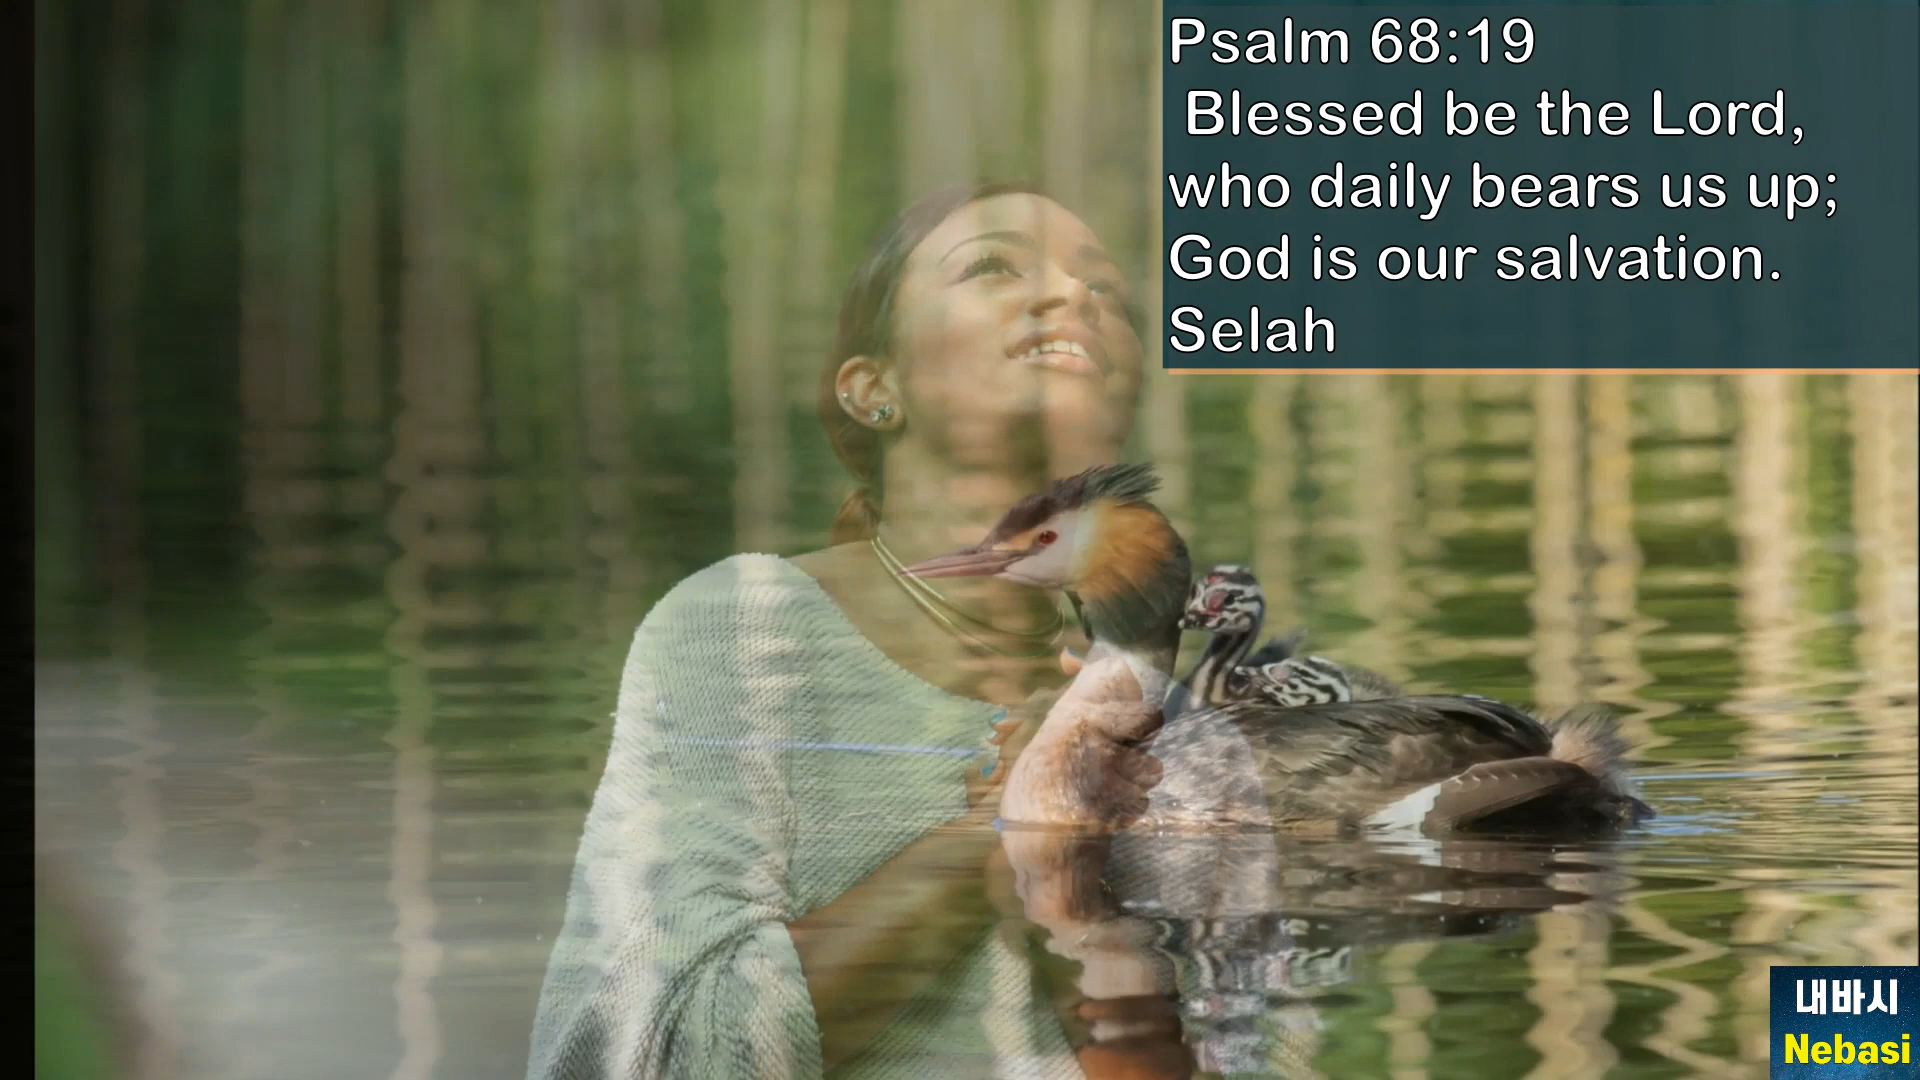 Psalm 68:19
Blessed be the Lord,
who daily bears us up;
God is our salvation.
Selah
내바시
Nebasi